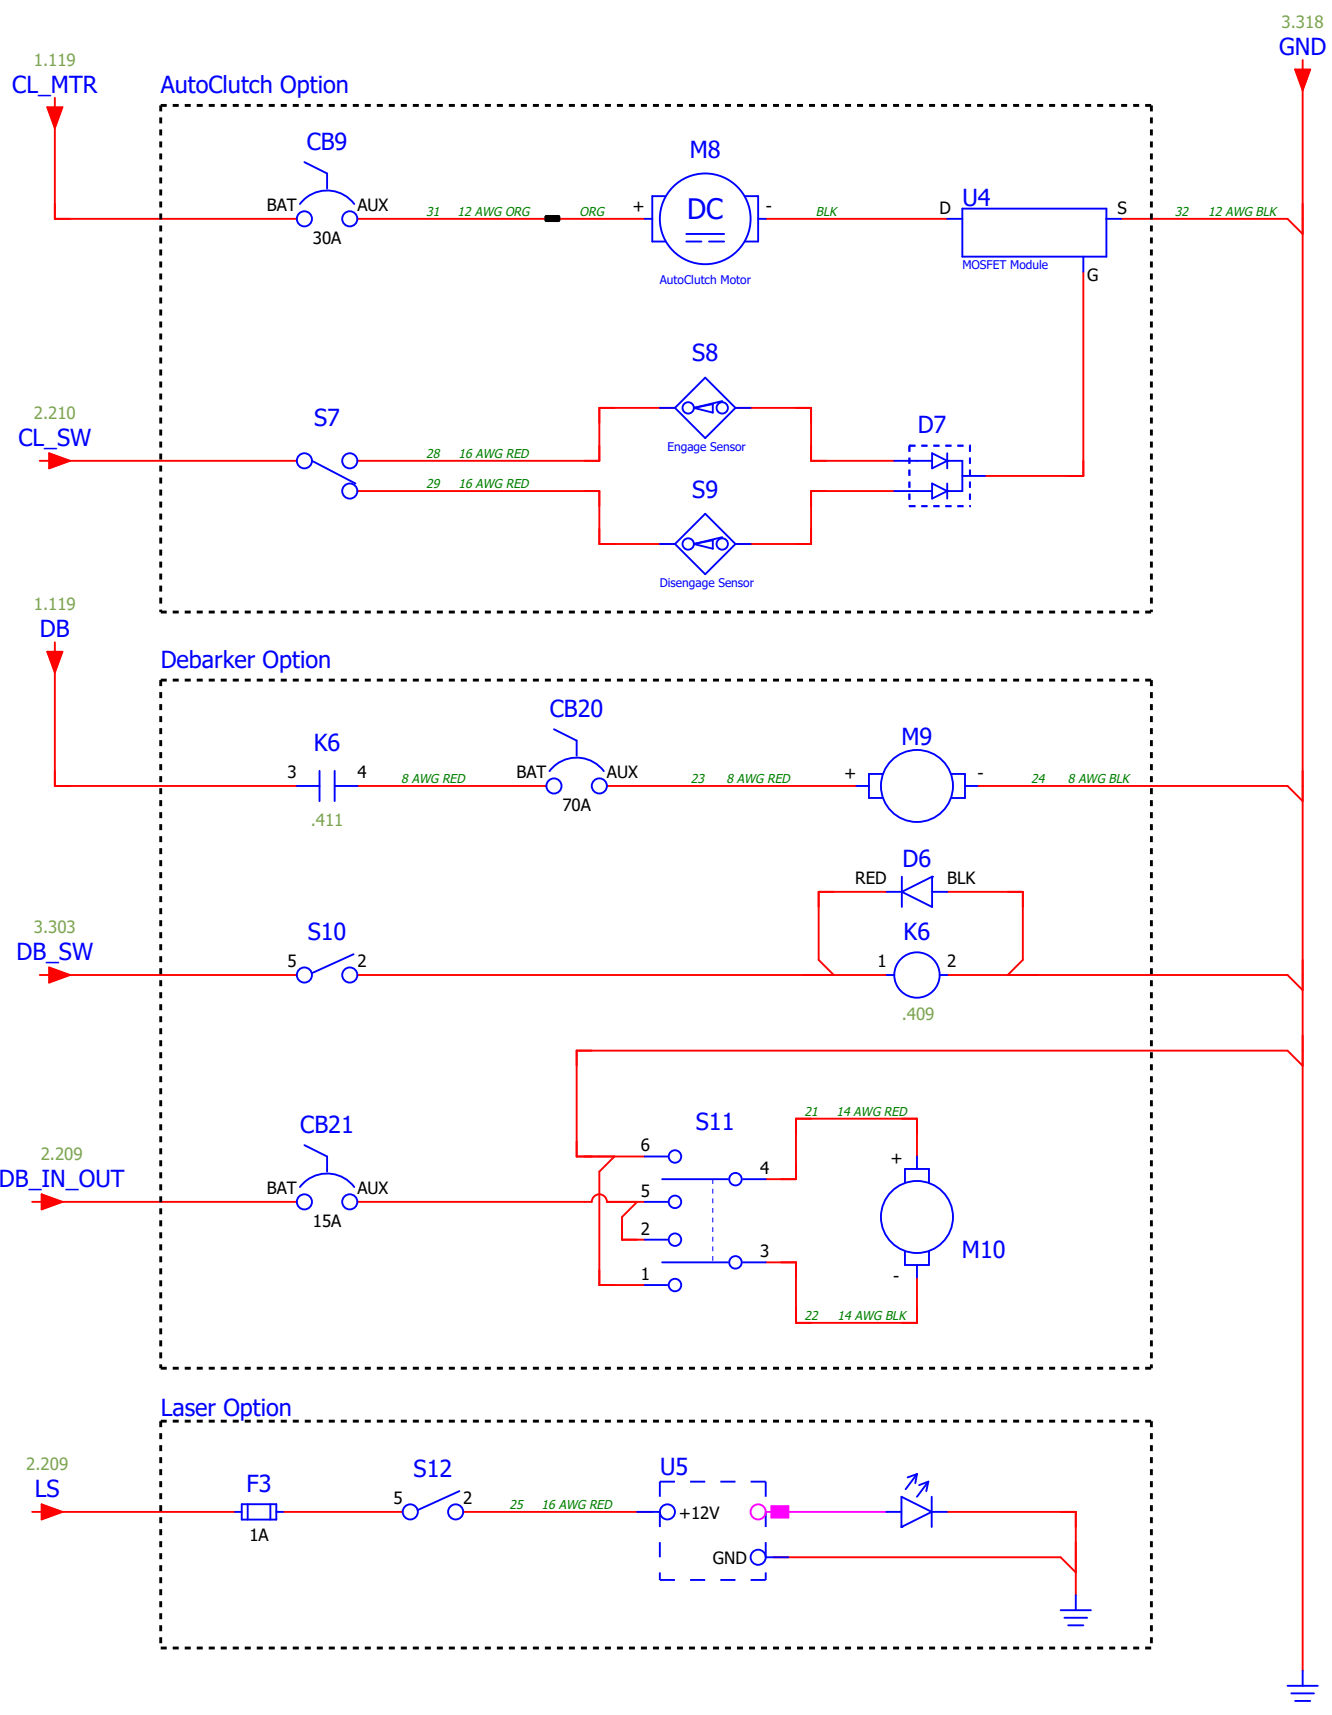 3.318
GND
1.119
CL_MTR
AutoClutch Option
CB9
BAT
AUX
30A
31 12 AWG ORG
ORG
M8
+
DC
-
AutoClutch Motor
BLK
D
U4
S
MOSFET Module
G
32 12 AWG BLK
2.210
CL_SW
S7
28 16 AWG RED
29 16 AWG RED
S8
Engage Sensor
S9
Disengage Sensor
D7
1.119
DB
Debarker Option
K6
3
4
.411
8 AWG RED
CB20
BAT
AUX
70A
23 8 AWG RED
M9
+
-
24 8 AWG BLK
D6
RED
BLK
3.303
DB_SW
S10
5
2
K6
1
2
.409
2.209
DB_IN_OUT
CB21
BAT
AUX
15A
S11
6
5
2
1
4
3
21 14 AWG RED
22 14 AWG BLK
+
-
M10
Laser Option
2.209
LS
F3
1A
S12
5
2
25 16 AWG RED
U5
+12V
GND